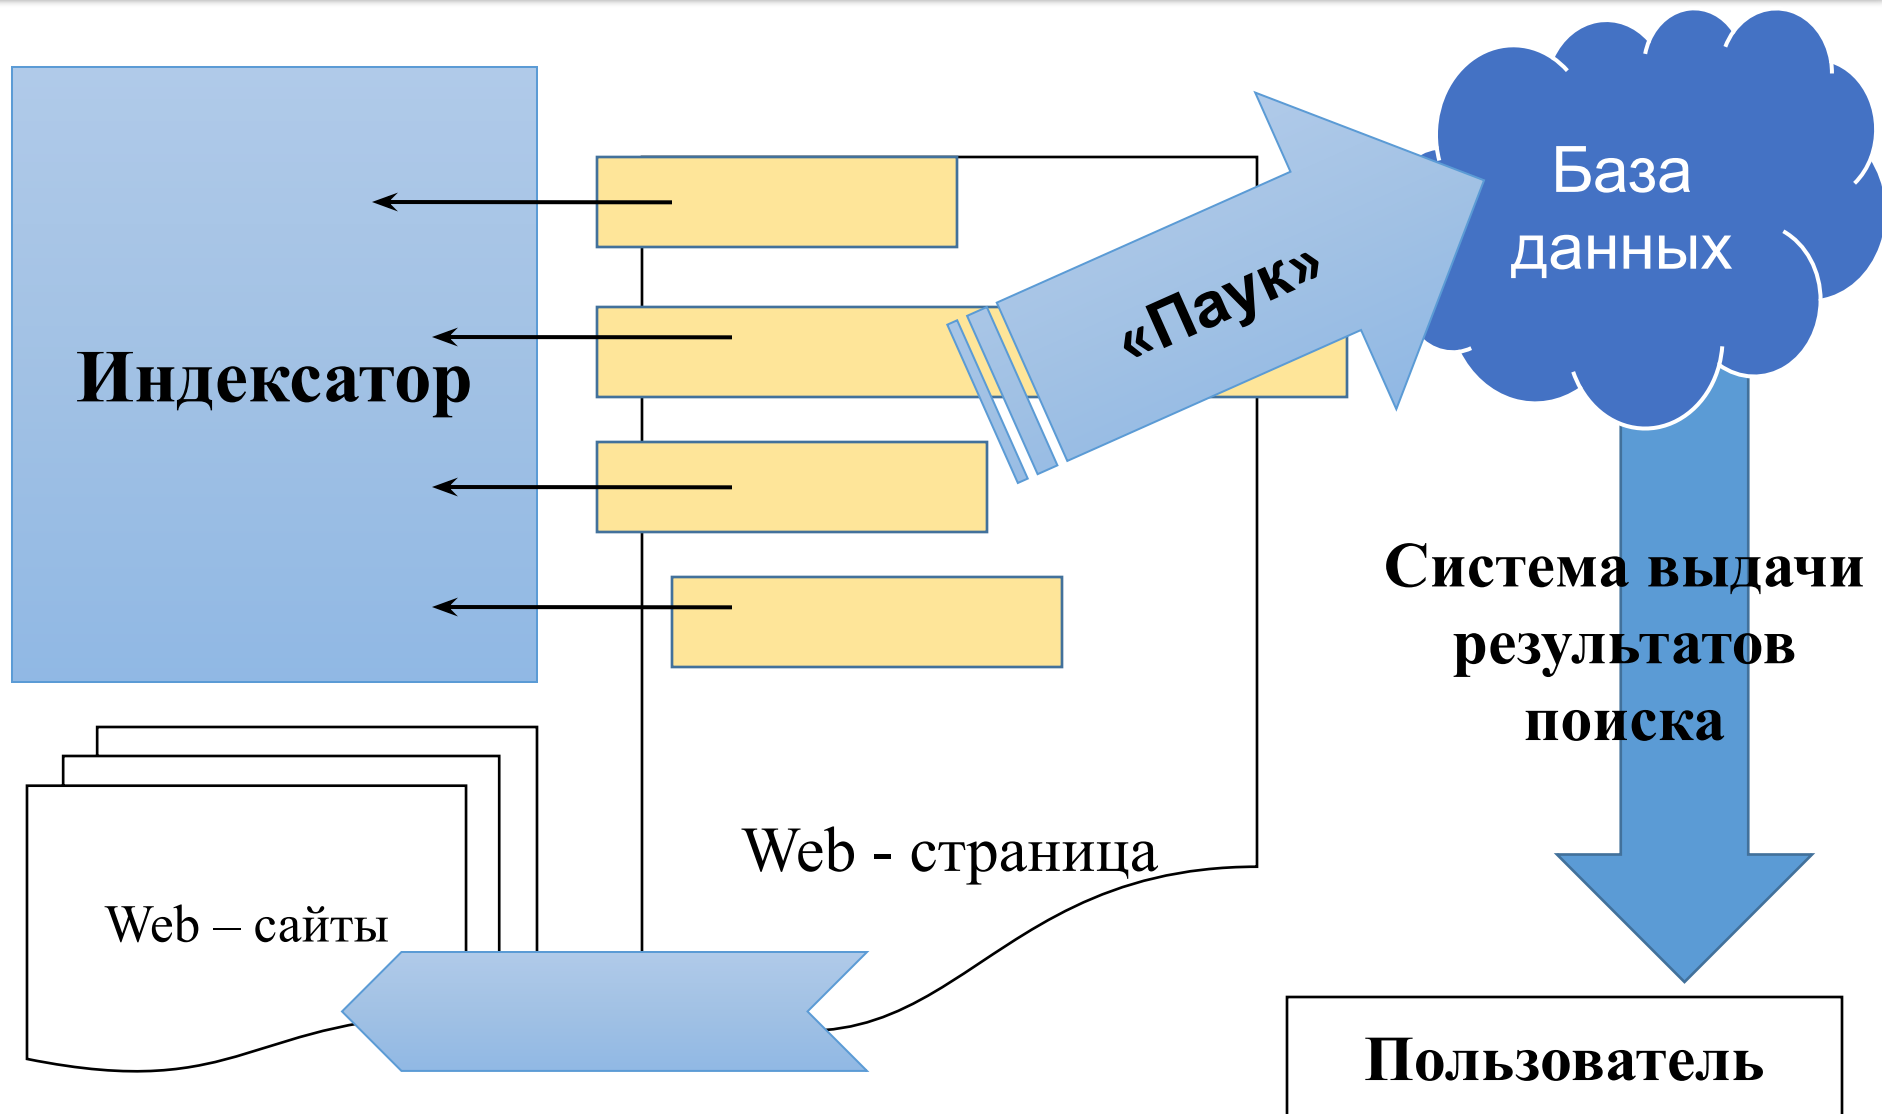 База
данных
«Паук»
Индексатор
Система выдачи
результатов
поиска
Web - страница
Web – сайты
Пользователь